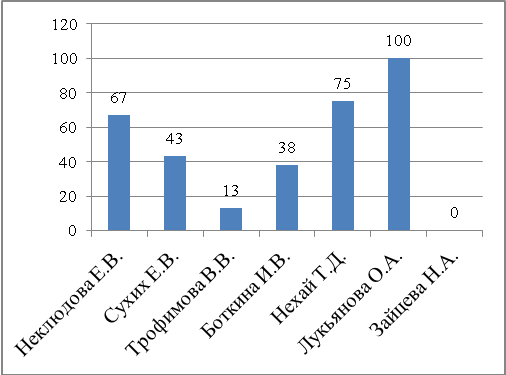 120
100
80
60
40
20
0
67
43
13
38
75
100
0
Неклюдова Е.В.
Сухих Е.В.
Трофимова В.В.
Боткина И.В.
Нехай Т.Д.
Лукьянова О.А.
Зайцева Н.А.